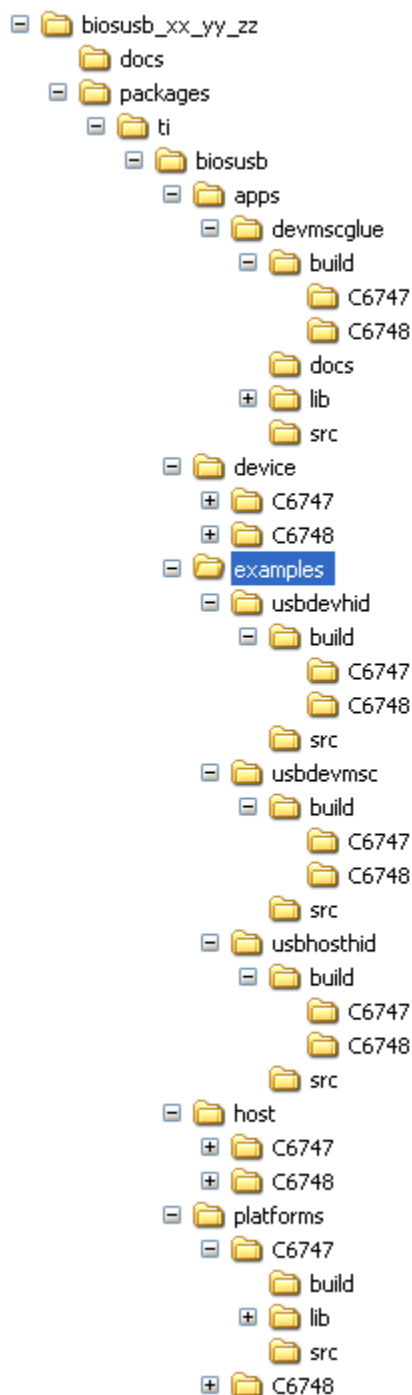 biosusb_xx_yy_zz
docs
packages
ti
biosusb
apps
devmscglue
build
C6747
C6748
docs
lib
src
device
C6747
C6748
examples
usbdevhid
build
C6747
C6748
src
usbdevmsc
build
C6747
C6748
src
usbhosthid
build
C6747
C6748
src
host
C6747
C6748
platforms
C6747
build
lib
src
C6748